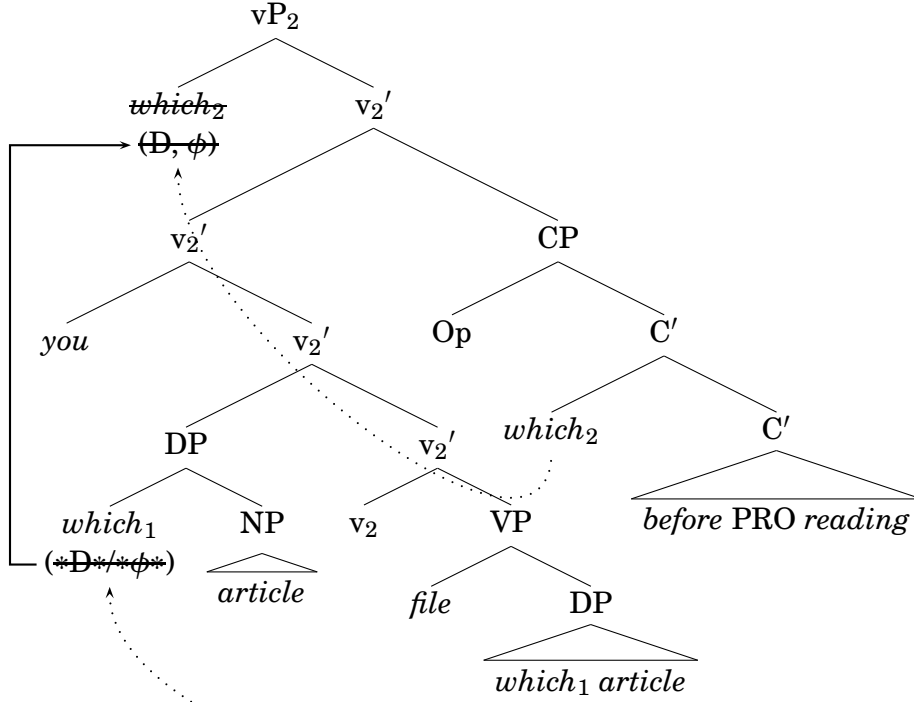 vP₂
which₂ v₂′
(D, ϕ)
v₂′ CP
you v₂′ Op C′
DP v₂′ which₂ C′
which₁ NP v₂ VP before PRO reading
(*D*/*ϕ*) article file DP
which₁ article